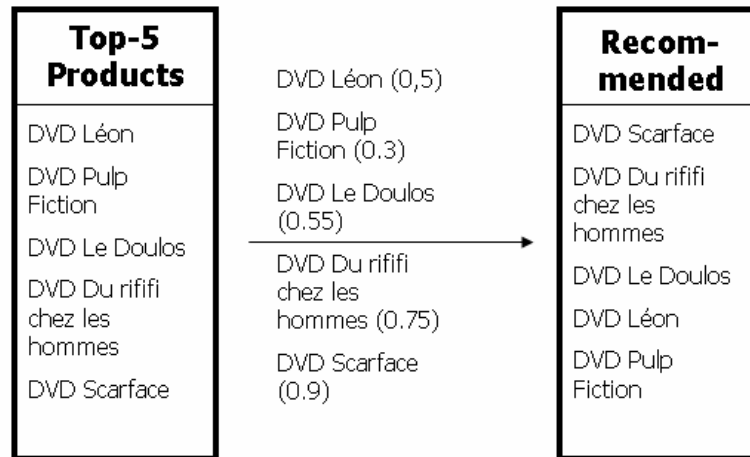 Top-5
Products
DVD Léon
DVD Pulp
Fiction
DVD Le Doulos
DVD Du rififi
chez les
hommes
DVD Scarface
DVD Léon (0,5)
DVD Pulp
Fiction (0.3)
DVD Le Doulos
(0.55)
DVD Du rififi
chez les
hommes (0.75)
DVD Scarface
(0.9)
Recom-
mended
DVD Scarface
DVD Du rififi
chez les
hommes
DVD Le Doulos
DVD Léon
DVD Pulp
Fiction